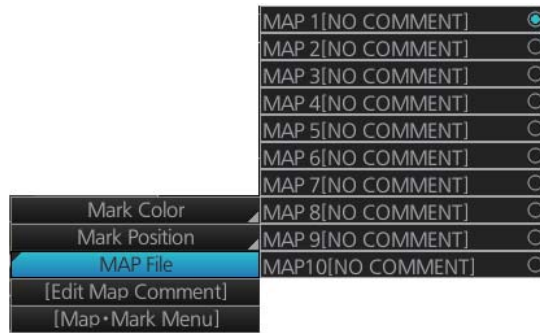 MAP 1[NO COMMENT]
MAP 2[NO COMMENT]
MAP 3[NO COMMENT]
MAP 4[NO COMMENT]
MAP 5[NO COMMENT]
MAP 6[NO COMMENT]
MAP 7[NO COMMENT]
MAP 8[NO COMMENT]
MAP 9[NO COMMENT]
MAP10[NO COMMENT]
Mark Color
Mark Position
MAP File
[Edit Map Comment]
[Map•Mark Menu]